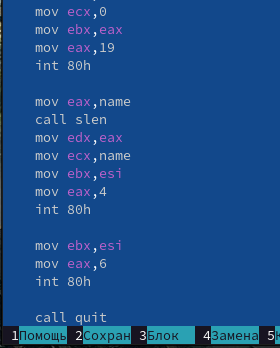 mov ecx,0
mov ebx,eax
mov eax,19
int 80h
mov eax,name
call slen
mov edx,eax
mov ecx,name
mov ebx,esi
mov eax,4
int 80h
mov ebx,esi
mov eax,6
int 80h
call quit
1Помощь 2Сохран 3Блок 4Замена 5